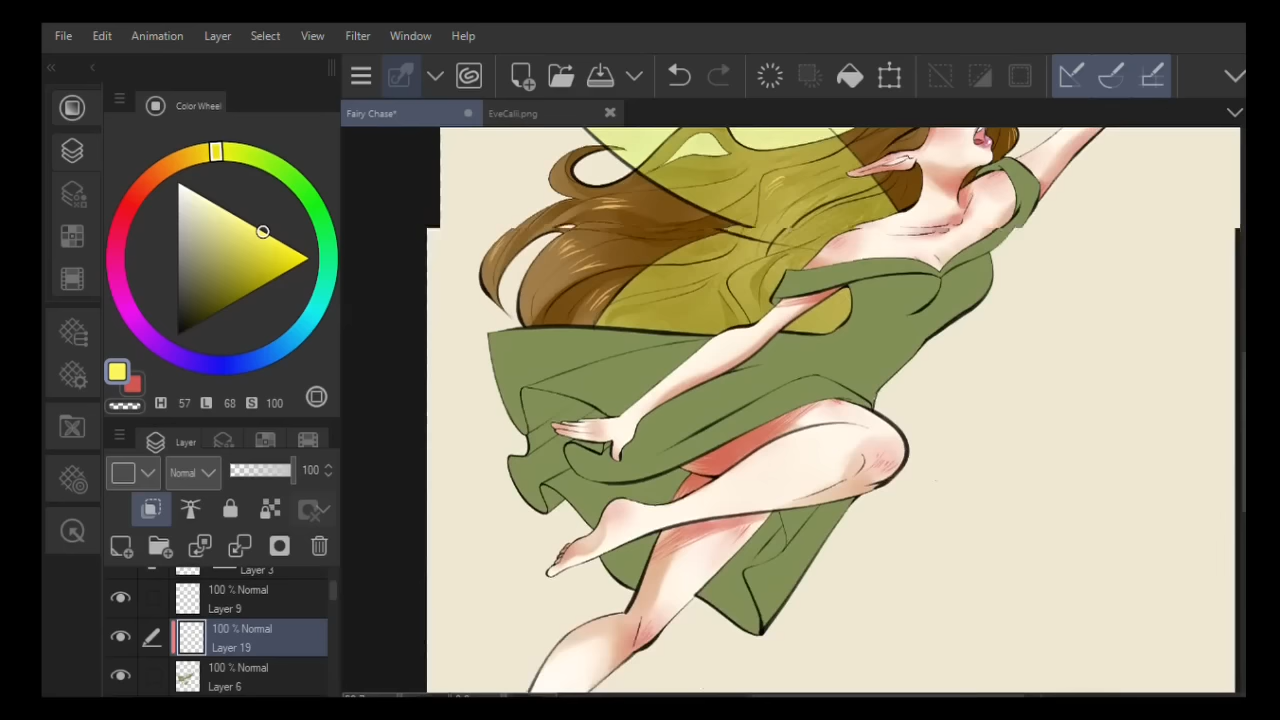 File Edit Animation Layer Select View Filter Window Help
Color Wheel
Fairy Chase* EveCalli.png
H 57 L 68 S 100
Layer
Normal 100
Layer 3
100 % Normal
Layer 9
100 % Normal
Layer 19
100 % Normal
Layer 6